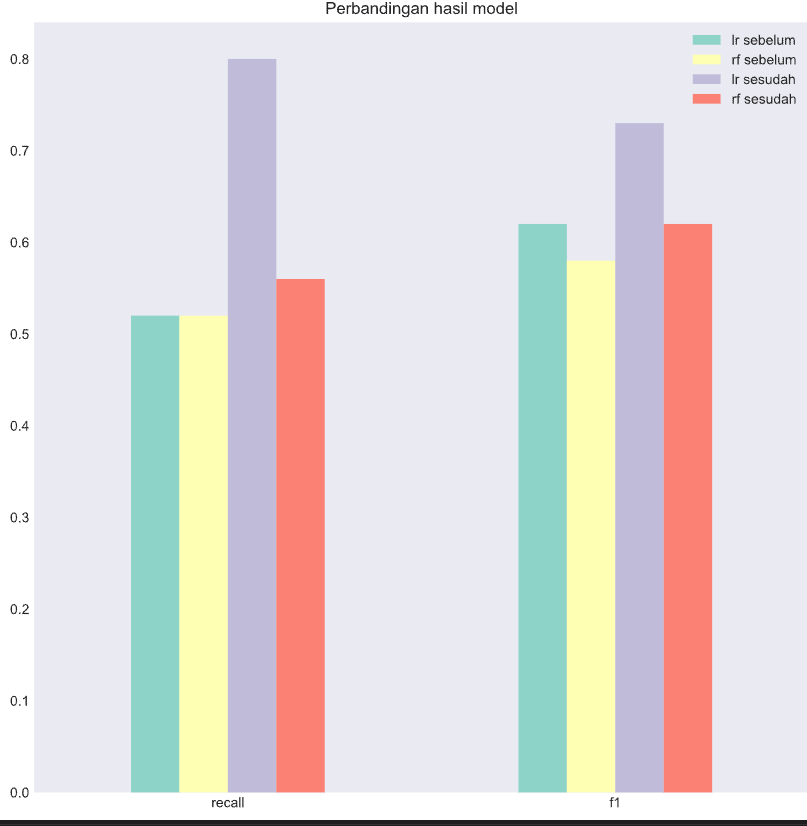 Perbandingan hasil model
lr sebelum
rf sebelum
lr sesudah
rf sesudah
0.8
0.7
0.6
0.5
0.4
0.3
0.2
0.1
0.0
recall
f1